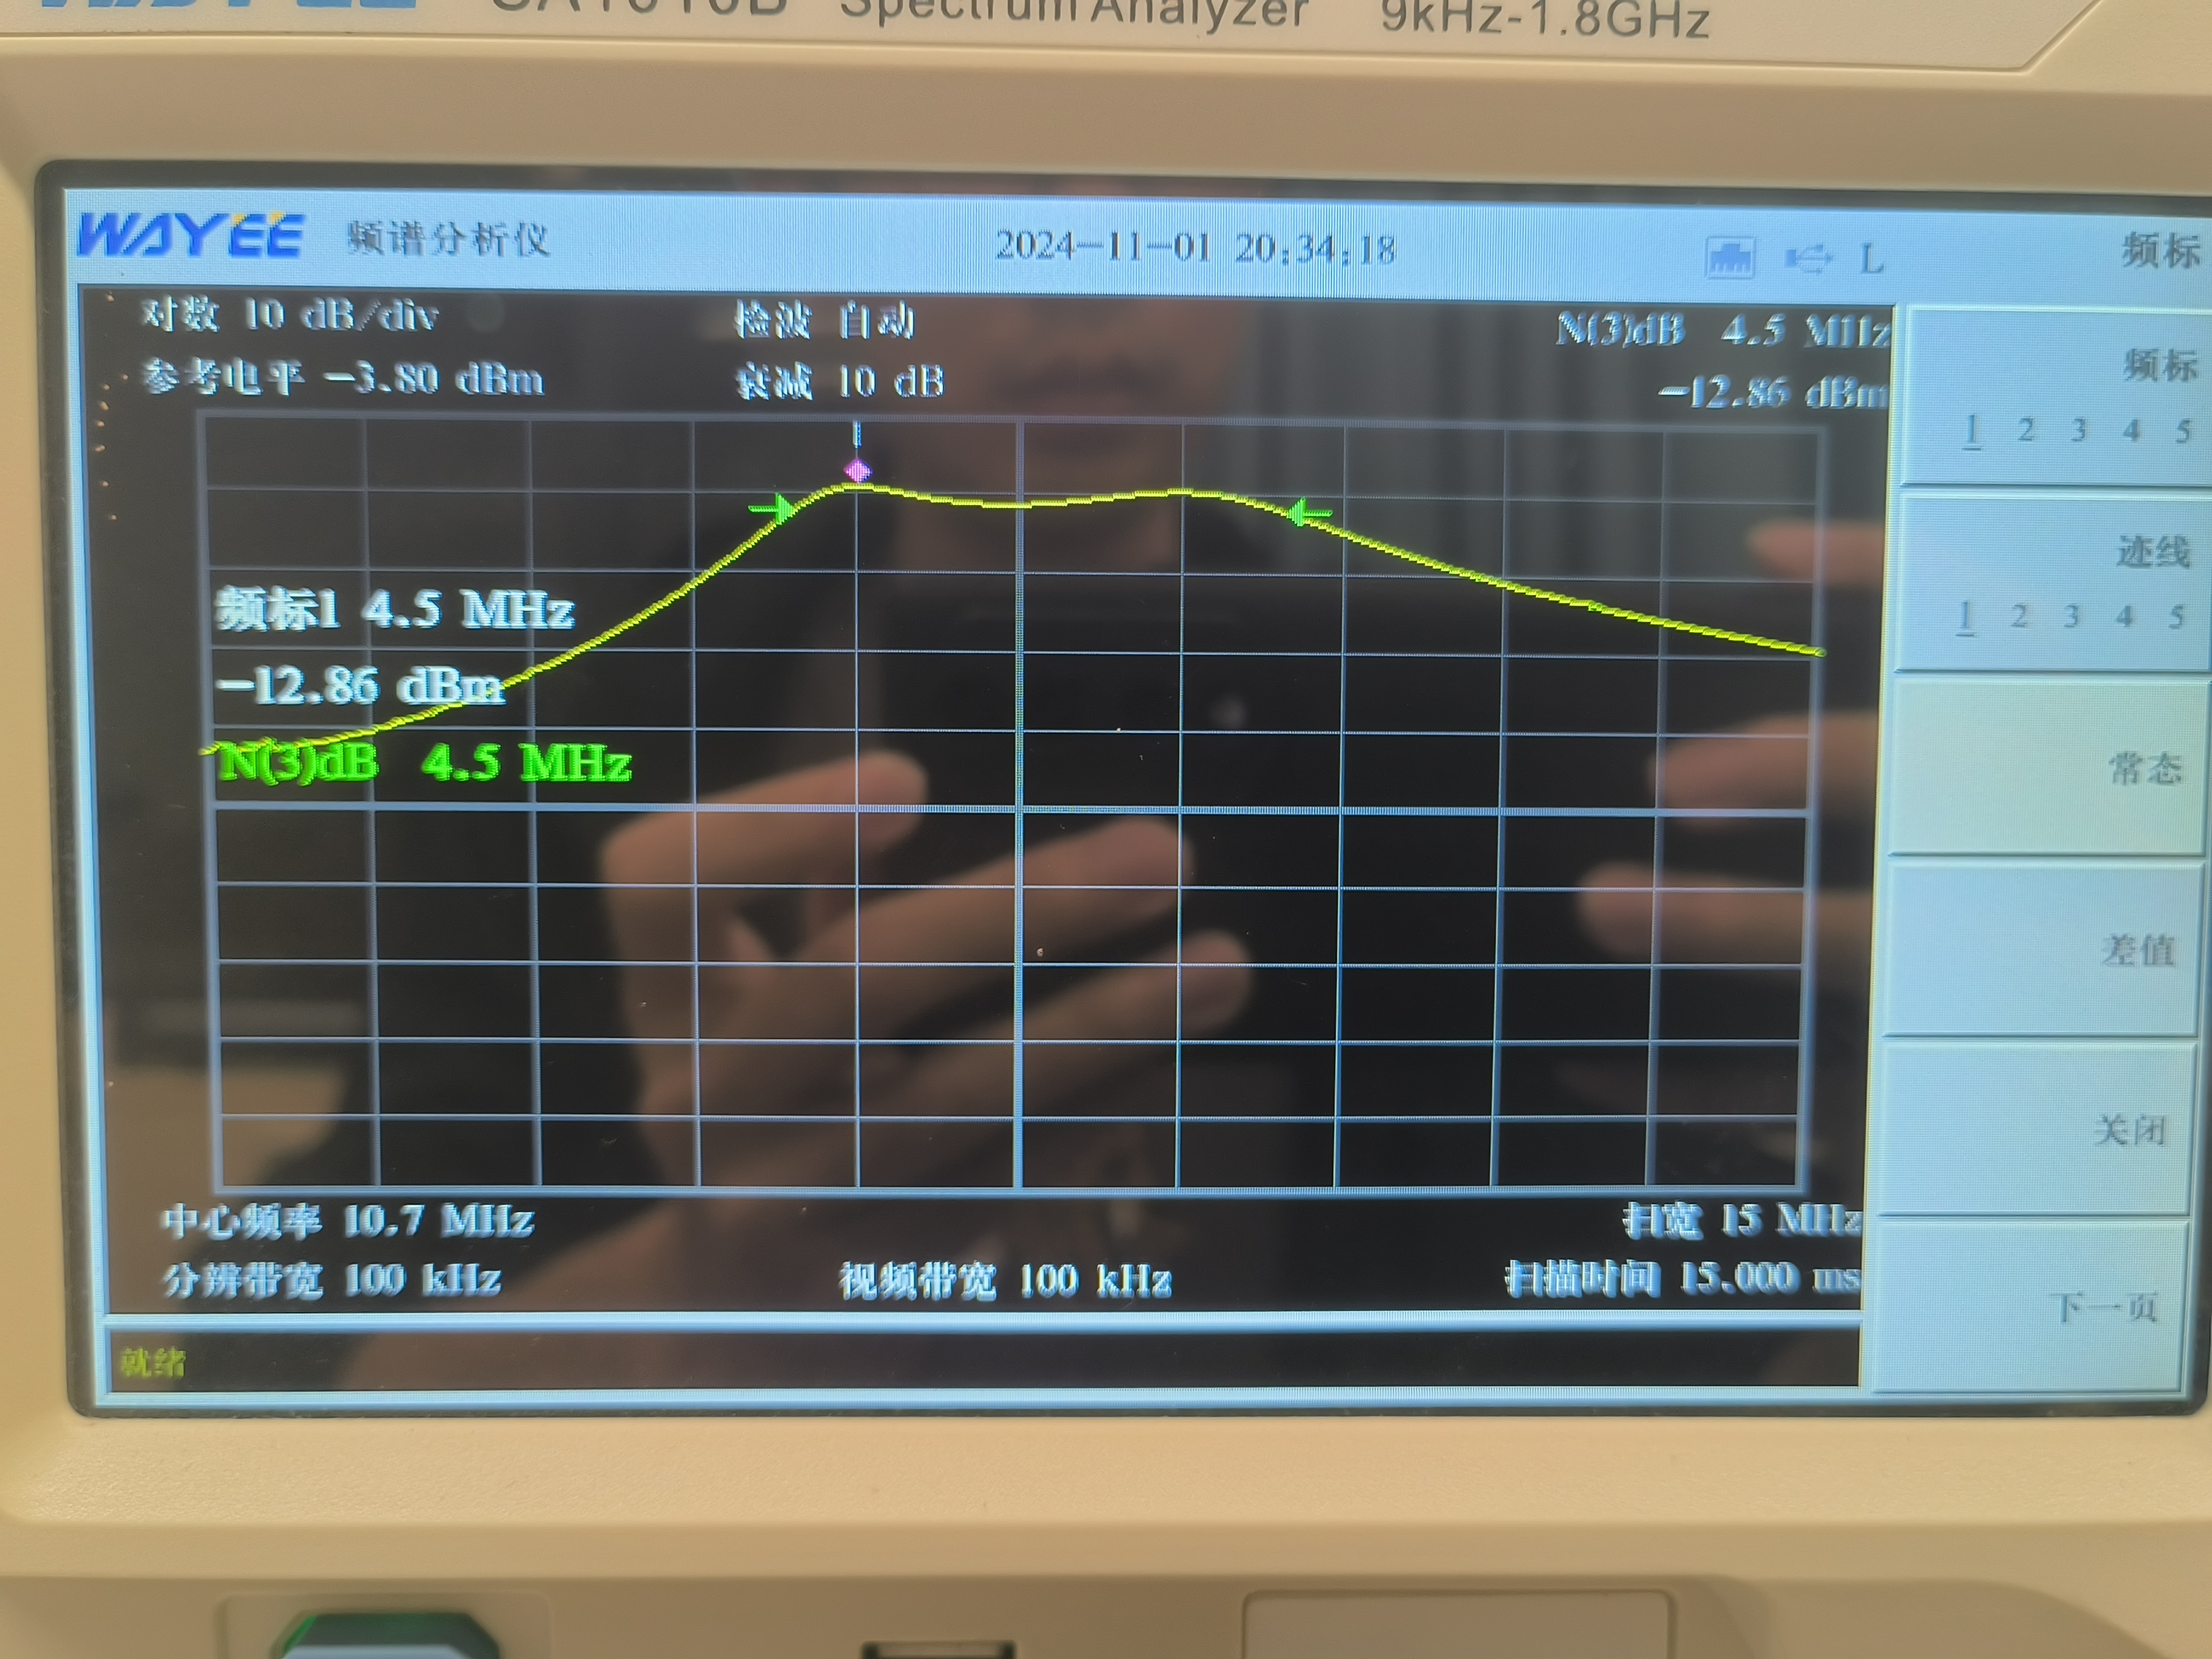 Spectrum Analyzer 9kHz-1.8GHz
WAYEE 频谱分析仪 2024-11-01 20:34:18 L
频标
对数 10 dB/div 检波 自动 N(3)dB 4.5 MHz
参考电平 -3.80 dBm 衰减 10 dB -12.86 dBm
频标
1 2 3 4 5
迹线
1 2 3 4 5
常态
差值
关闭
下一页
1
频标1 4.5 MHz
-12.86 dBm
N(3)dB 4.5 MHz
中心频率 10.7 MHz 扫宽 15 MHz
分辨带宽 100 kHz 视频带宽 100 kHz 扫描时间 15.000 ms
就绪